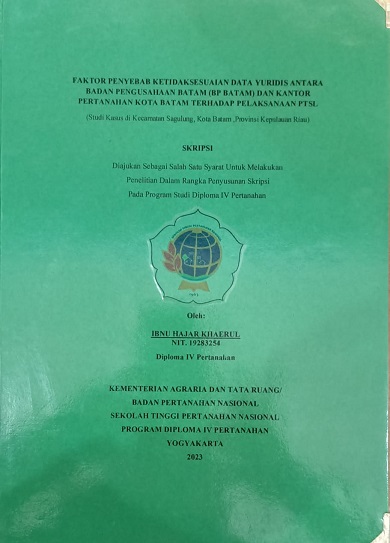 FAKTOR PENYEBAB KETIDAKSESUAIAN DATA YURIDIS ANTARA
BADAN PENGUSAHAAN BATAM (BP BATAM) DAN KANTOR
PERTANAHAN KOTA BATAM TERHADAP PELAKSANAAN PTSL
(Studi Kasus di Kecamatan Sagulung, Kota Batam ,Provinsi Kepulauan Riau)
SKRIPSI
Diajukan Sebagai Salah Satu Syarat Untuk Melakukan
Penelitian Dalam Rangka Penyusunan Skripsi
Pada Program Studi Diploma IV Pertanahan
Oleh:
IBNU HAJAR KHAERUL
NIT. 19283254
Diploma IV Pertanahan
KEMENTERIAN AGRARIA DAN TATA RUANG/
BADAN PERTANAHAN NASIONAL
SEKOLAH TINGGI PERTANAHAN NASIONAL
PROGRAM DIPLOMA IV PERTANAHAN
YOGYAKARTA
2023